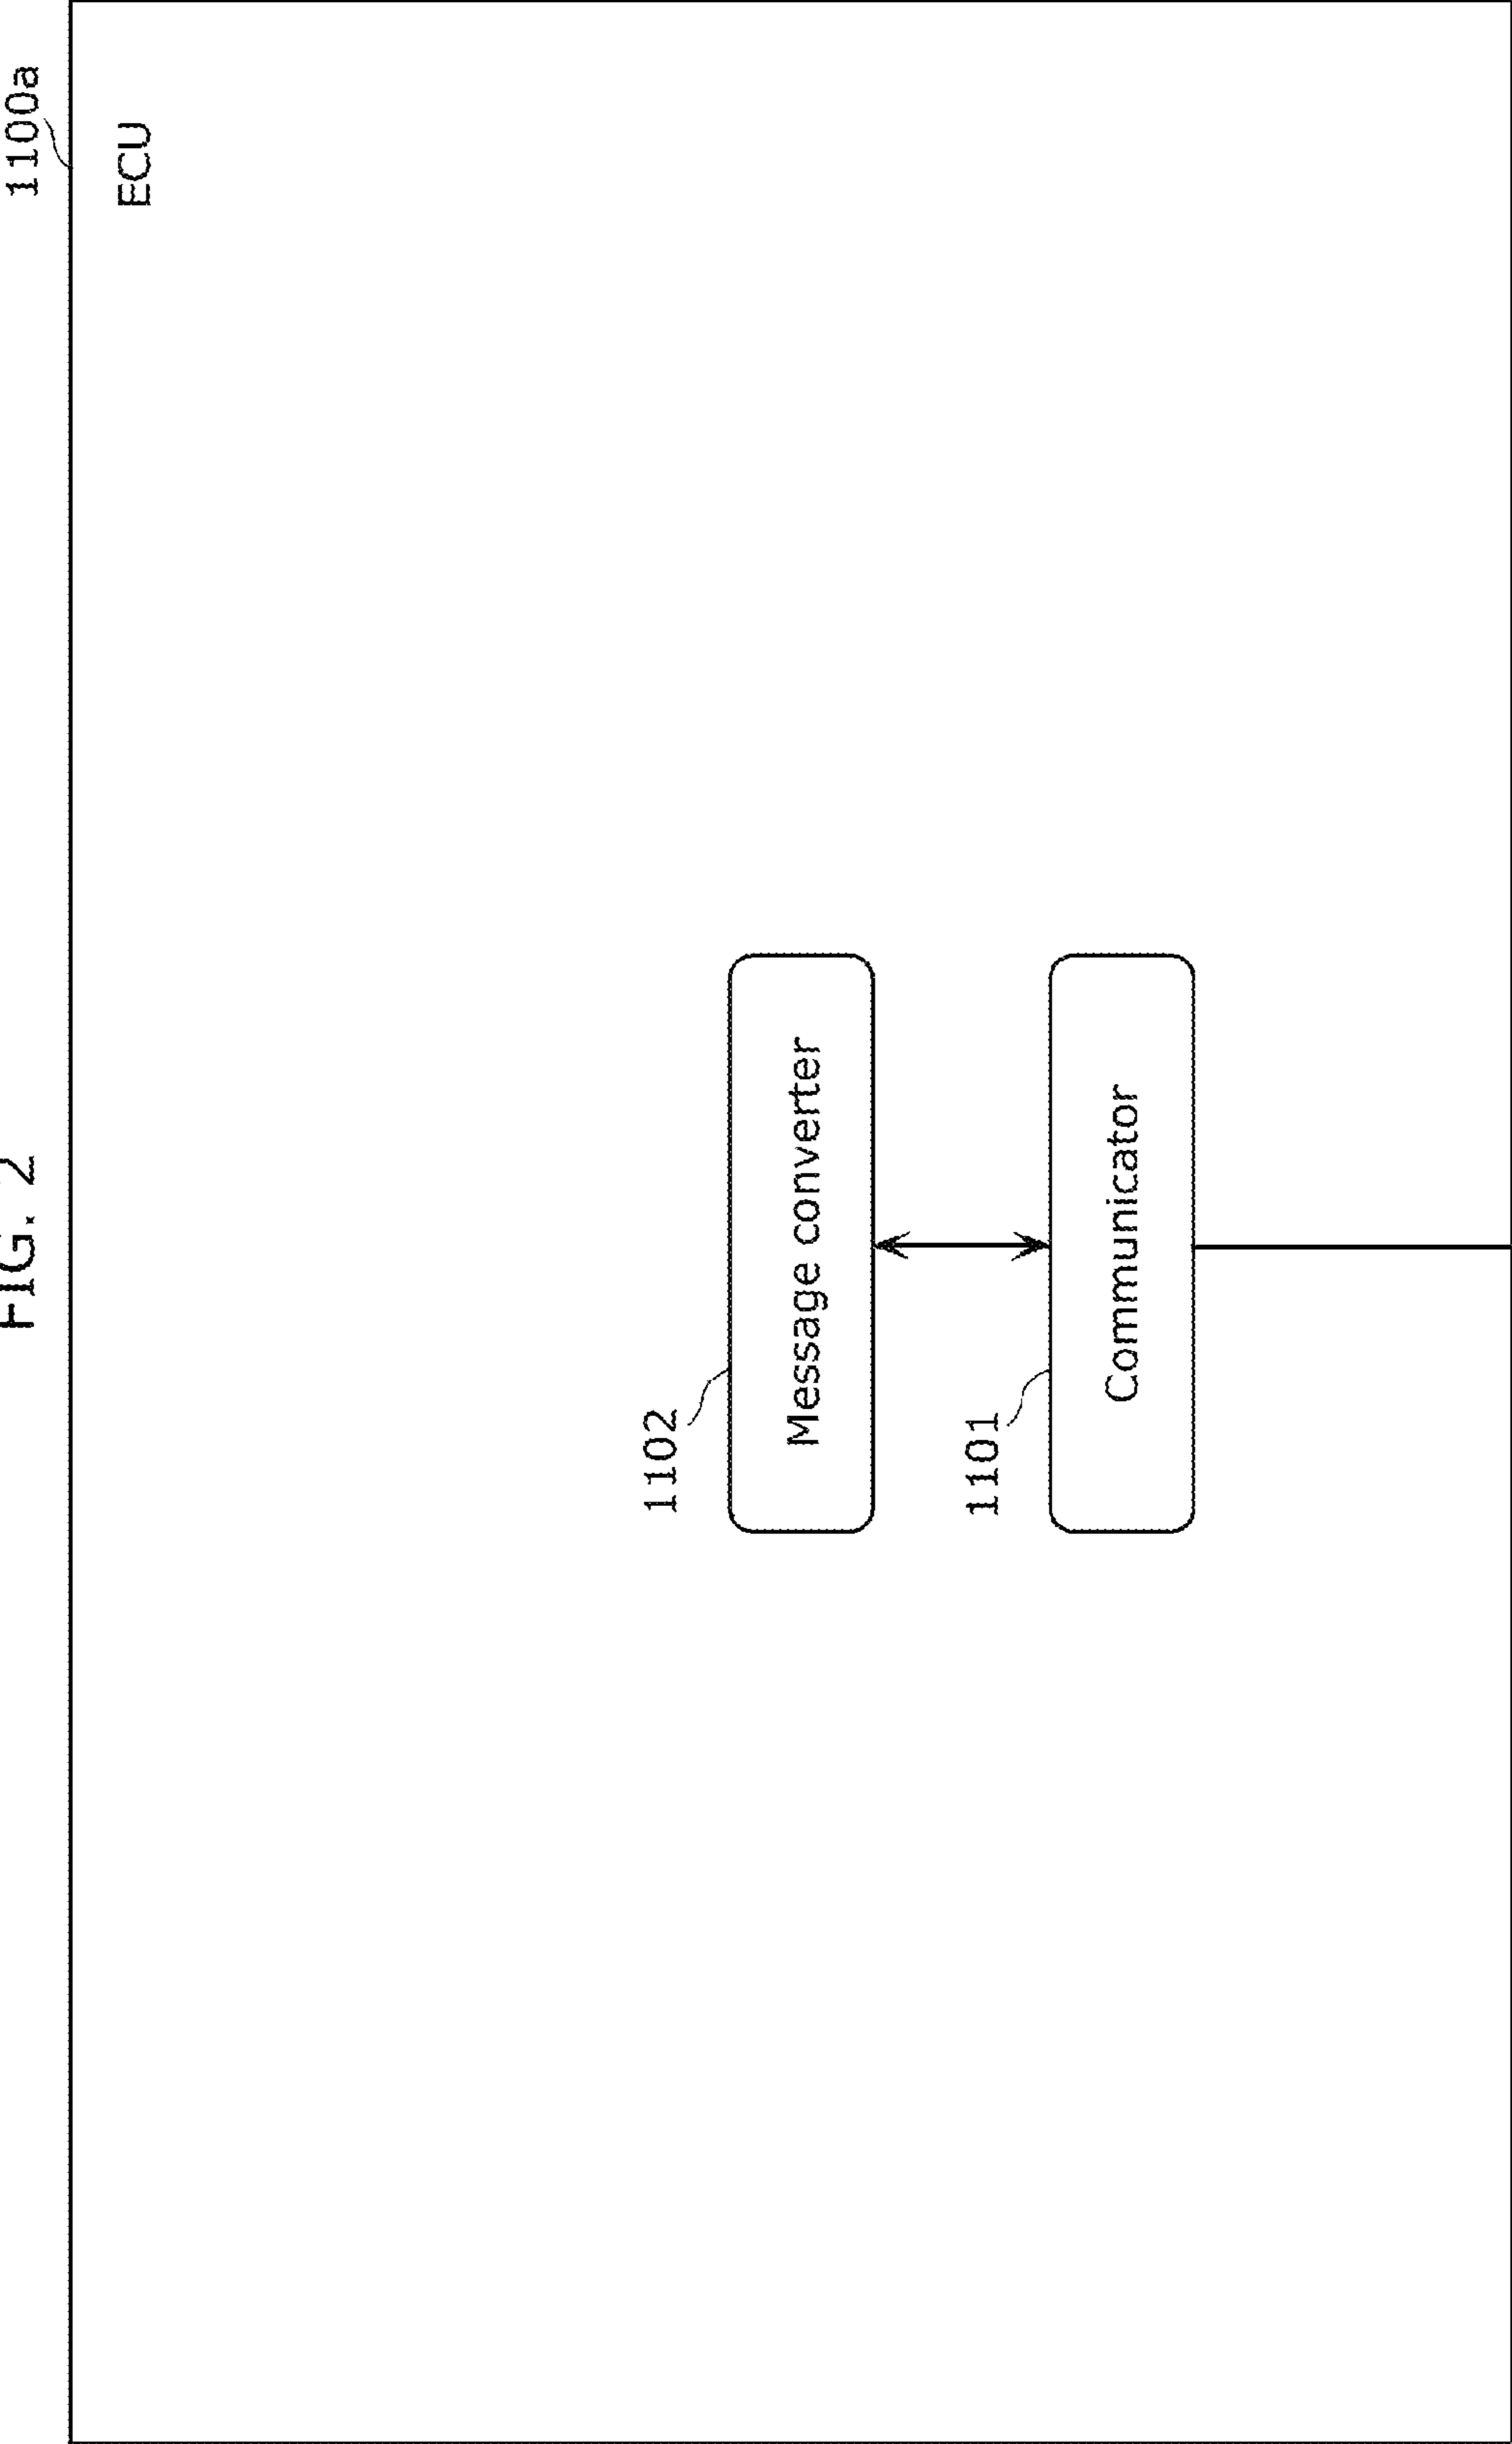 FIG. 2
1100a
ECU
1102
Message converter
1101
Communicator